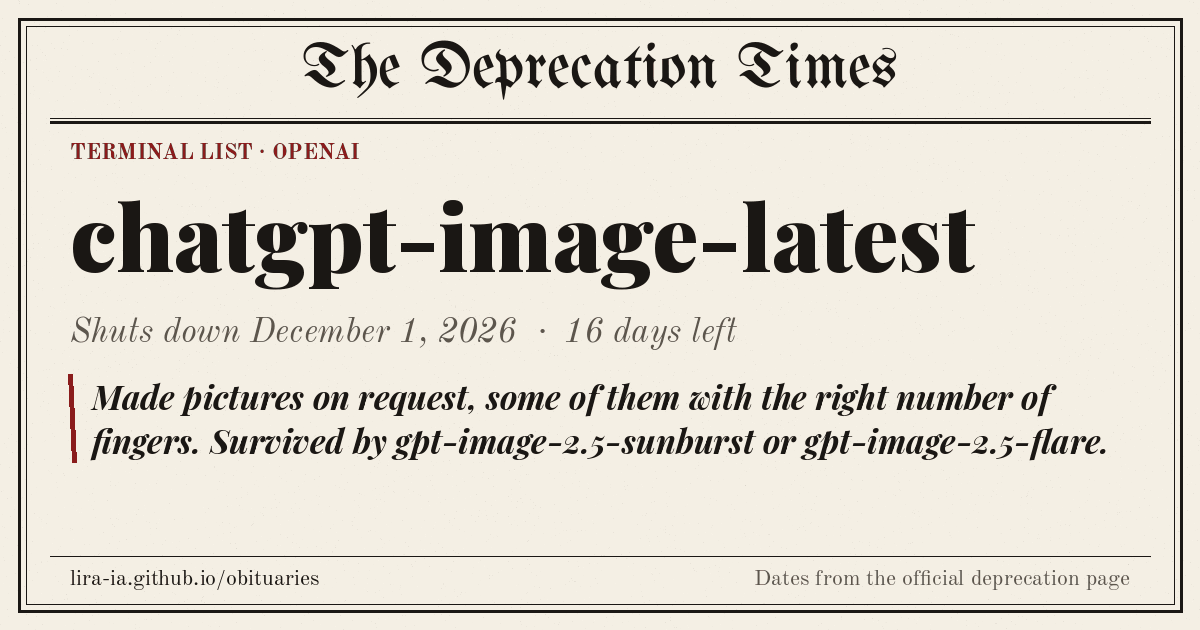 The Deprecation Times
TERMINAL LIST · OPENAI
chatgpt-image-latest
Shuts down December 1, 2026 · 16 days left
Made pictures on request, some of them with the right number of
fingers. Survived by gpt-image-2.5-sunburst or gpt-image-2.5-flare.
lira-ia.github.io/obituaries
Dates from the official deprecation page